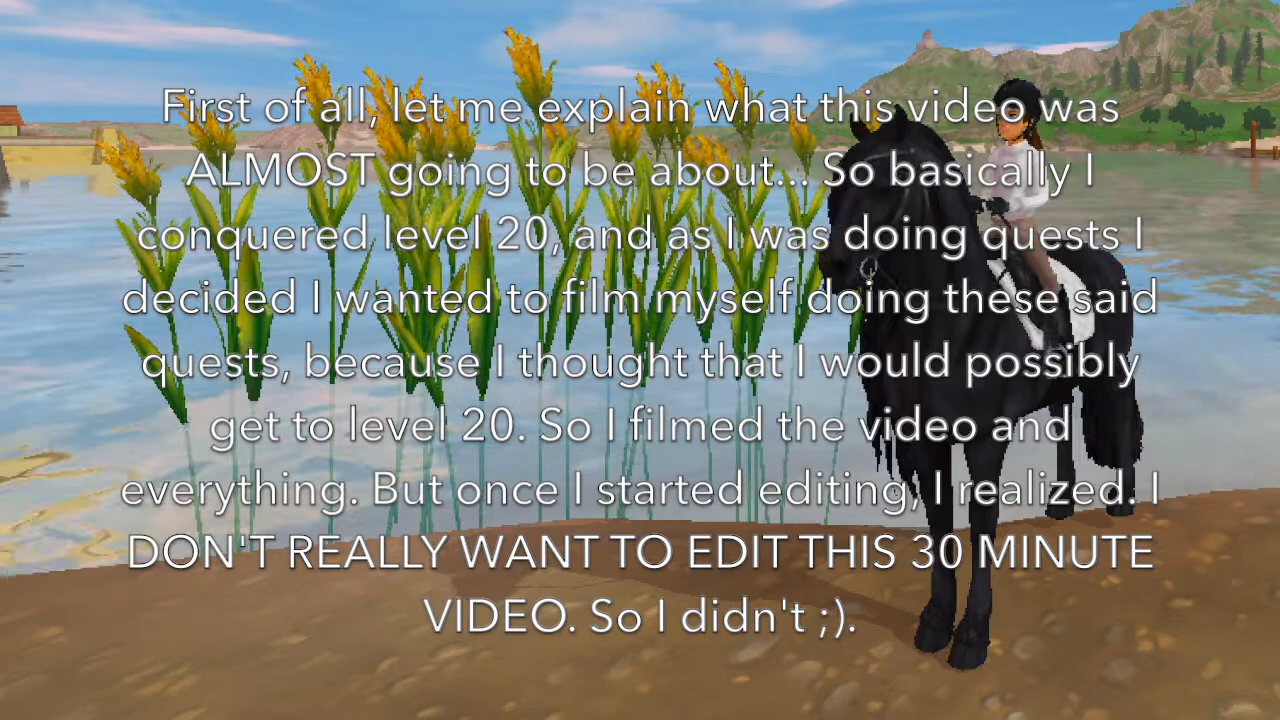 First of all, let me explain what this video was
ALMOST going to be about... So basically I
conquered level 20, and as I was doing quests I
decided I wanted to film myself doing these said
quests, because I thought that I would possibly
get to level 20. So I filmed the video and
everything. But once I started editing, I realized. I
DON'T REALLY WANT TO EDIT THIS 30 MINUTE
VIDEO. So I didn't ;).